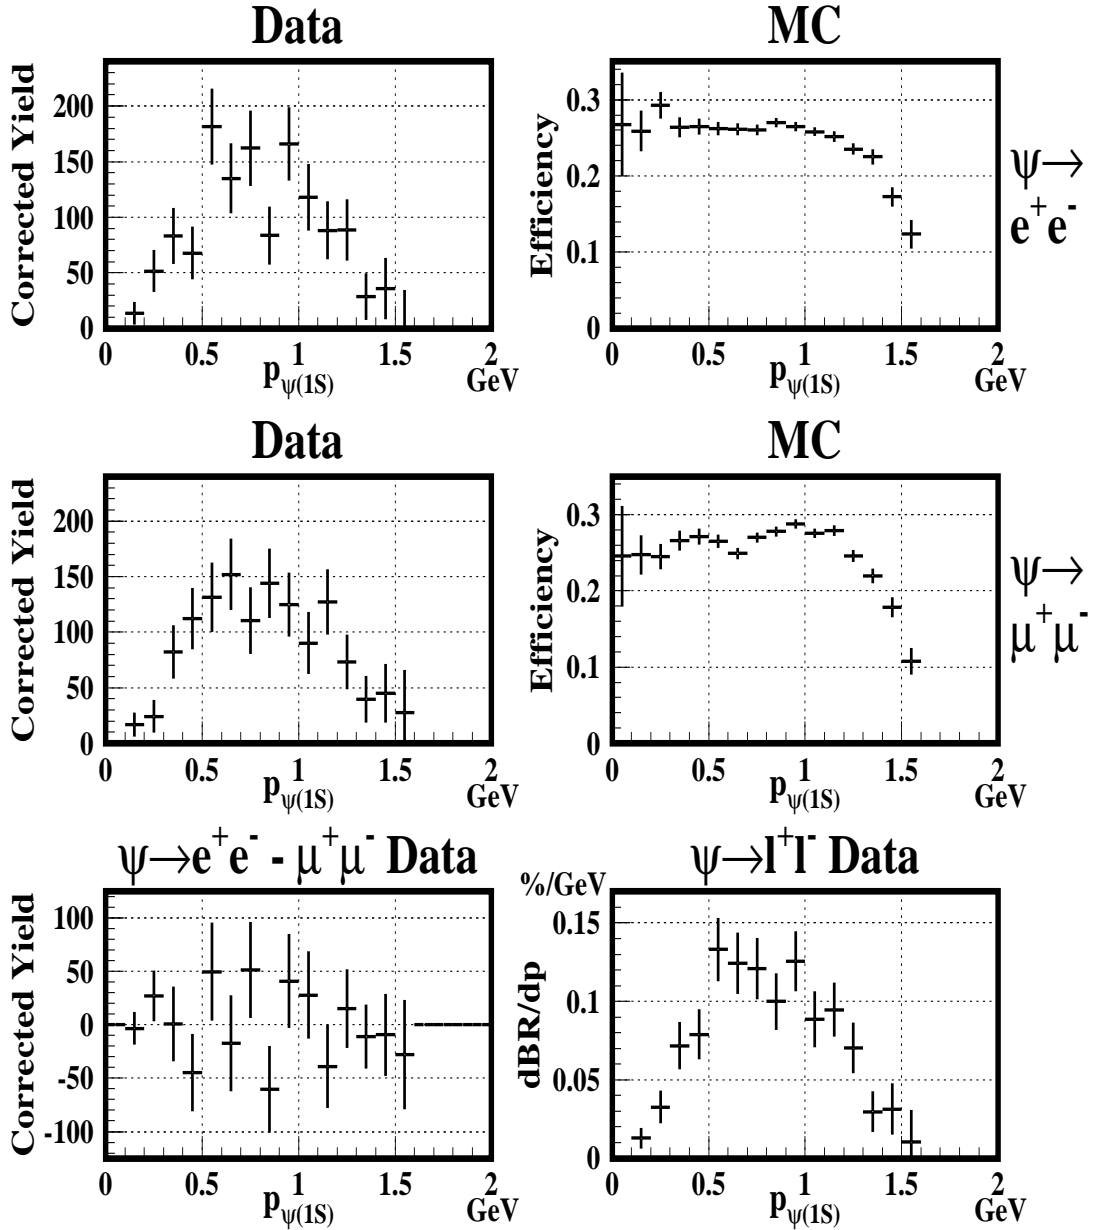 Data
MC
Corrected Yield
200
150
100
50
0
0 0.5 1 1.5 2
p_ψ(1S)
GeV
Efficiency
0.3
0.2
0.1
0
0 0.5 1 1.5 2
p_ψ(1S)
GeV
ψ→
e⁺e⁻
Data
MC
Corrected Yield
200
150
100
50
0
0 0.5 1 1.5 2
p_ψ(1S)
GeV
Efficiency
0.3
0.2
0.1
0
0 0.5 1 1.5 2
p_ψ(1S)
GeV
ψ→
μ⁺μ⁻
ψ→e⁺e⁻ - μ⁺μ⁻ Data
ψ→l⁺l⁻ Data
Corrected Yield
100
50
0
-50
-100
0 0.5 1 1.5 2
p_ψ(1S)
GeV
%/GeV
dBR/dp
0.15
0.1
0.05
0
0 0.5 1 1.5 2
p_ψ(1S)
GeV